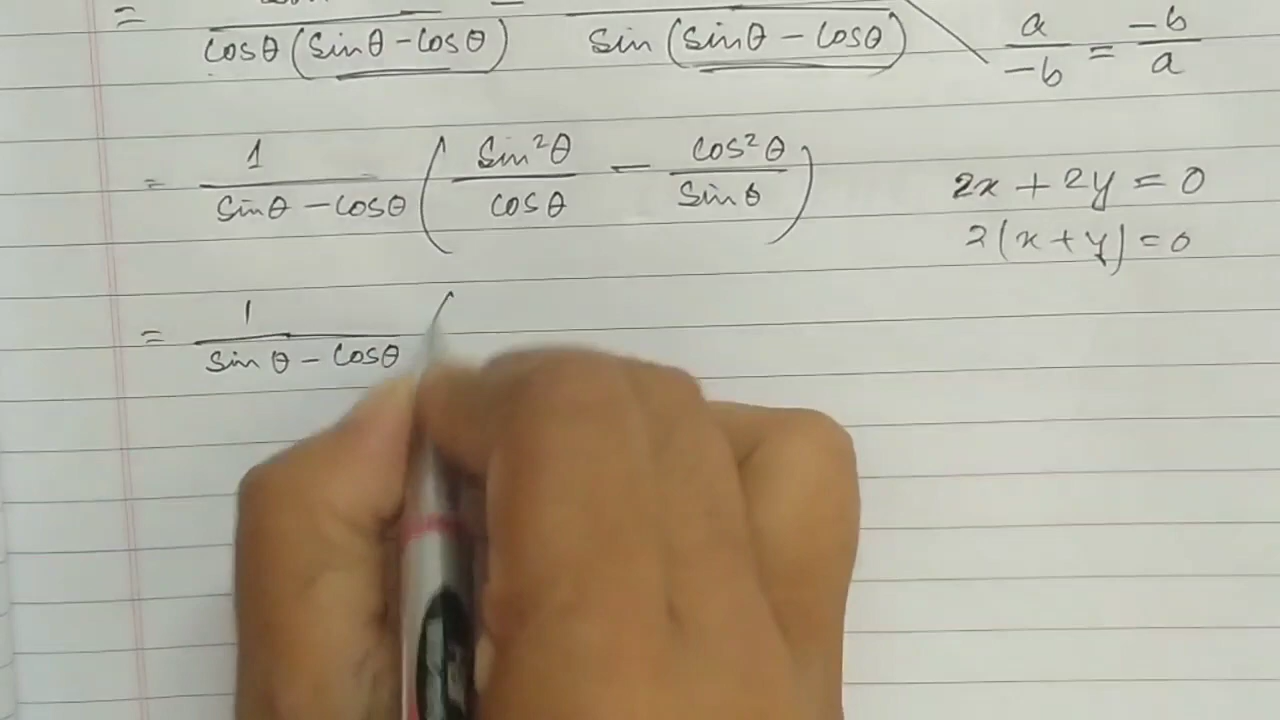 = cosθ (sinθ - cosθ) sin (sinθ - cosθ)
a / -b = -b / a
= 1 / sinθ - cosθ ( sin²θ / cosθ - cos²θ / sinθ )
2x + 2y = 0
2(x + y) = 0
= 1 / sinθ - cosθ (